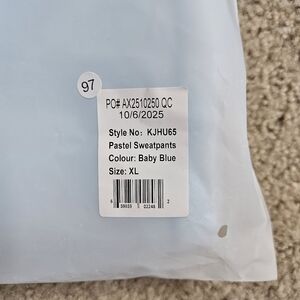 97
PO# AX2510250 QC
10/6/2025
Style No: KJHU65
Pastel Sweatpants
Colour: Baby Blue
Size: XL